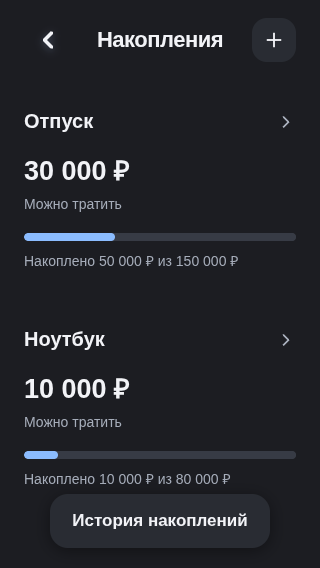 Накопления
Отпуск
30 000 ₽
Можно тратить
Накоплено 50 000 ₽ из 150 000 ₽
Ноутбук
10 000 ₽
Можно тратить
Накоплено 10 000 ₽ из 80 000 ₽
История накоплений